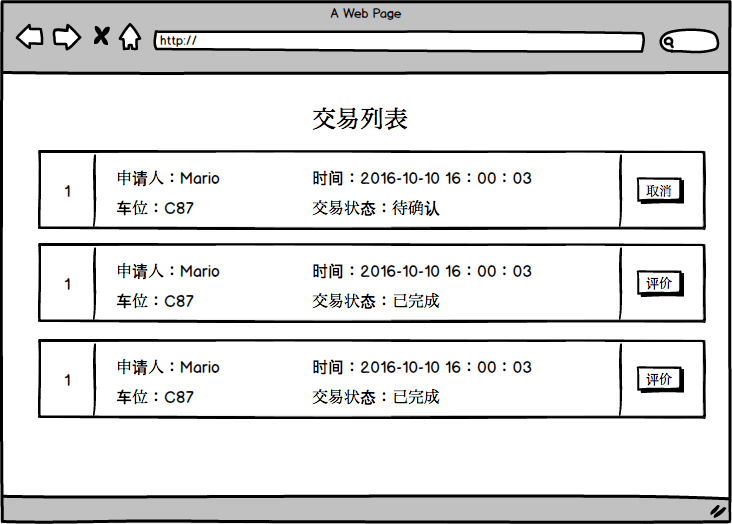 A Web Page
http://
交易列表
1
申请人：Mario
时间：2016-10-10 16：00：03
车位：C87
交易状态：待确认
取消
1
申请人：Mario
时间：2016-10-10 16：00：03
车位：C87
交易状态：已完成
评价
1
申请人：Mario
时间：2016-10-10 16：00：03
车位：C87
交易状态：已完成
评价